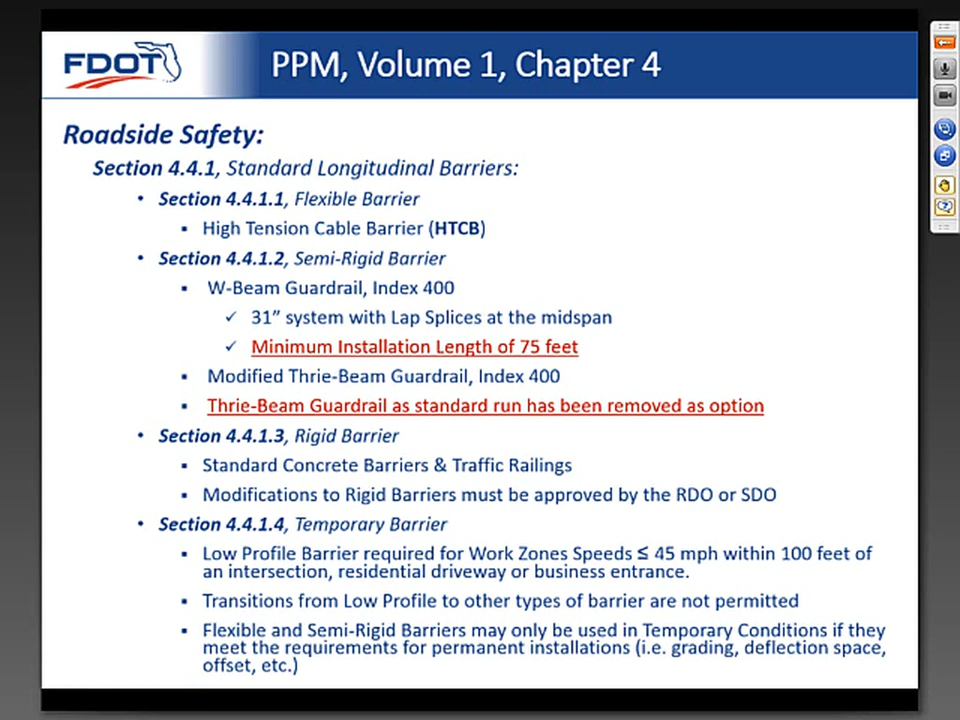 FDOT
PPM, Volume 1, Chapter 4
Roadside Safety:
Section 4.4.1, Standard Longitudinal Barriers:
• Section 4.4.1.1, Flexible Barrier
▪ High Tension Cable Barrier (HTCB)
• Section 4.4.1.2, Semi-Rigid Barrier
▪ W-Beam Guardrail, Index 400
✓ 31” system with Lap Splices at the midspan
✓ Minimum Installation Length of 75 feet
▪ Modified Thrie-Beam Guardrail, Index 400
▪ Thrie-Beam Guardrail as standard run has been removed as option
• Section 4.4.1.3, Rigid Barrier
▪ Standard Concrete Barriers & Traffic Railings
▪ Modifications to Rigid Barriers must be approved by the RDO or SDO
• Section 4.4.1.4, Temporary Barrier
▪ Low Profile Barrier required for Work Zones Speeds ≤ 45 mph within 100 feet of
an intersection, residential driveway or business entrance.
▪ Transitions from Low Profile to other types of barrier are not permitted
▪ Flexible and Semi-Rigid Barriers may only be used in Temporary Conditions if they
meet the requirements for permanent installations (i.e. grading, deflection space,
offset, etc.)